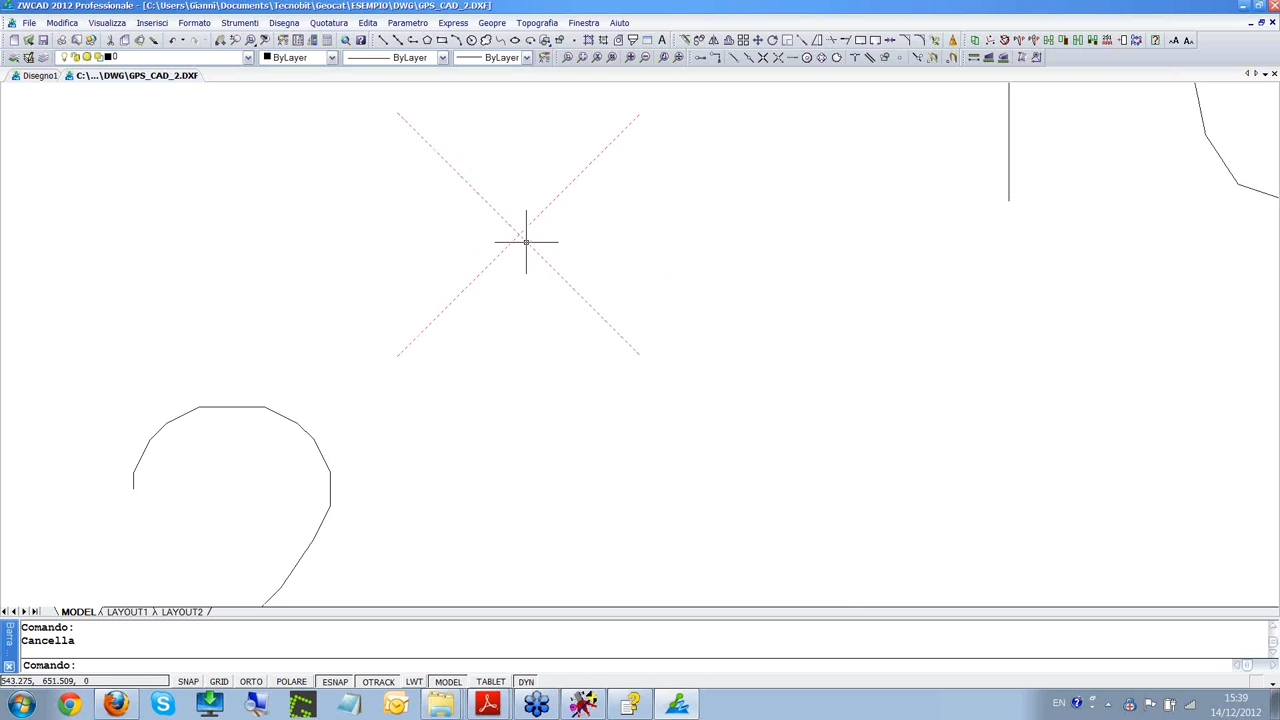 ZWCAD 2012 Professionale - [C:\Users\Gianni\Documents\Tecnobit\Geocat\ESEMPIO\DWG\GPS_CAD_2.DXF]
File Modifica Visualizza Inserisci Formato Strumenti Disegna Quotatura Edita Parametro Express Geopre Topografia Finestra Aiuto
0 ByLayer ByLayer ByLayer
Disegno1 C:\...\DWG\GPS_CAD_2.DXF
MODEL LAYOUT1 LAYOUT2
Barra ...
Comando:
Cancella
Comando:
543.275, 651.509, 0 SNAP GRID ORTO POLARE ESNAP OTRACK LWT MODEL TABLET DYN
EN 15:39
14/12/2012